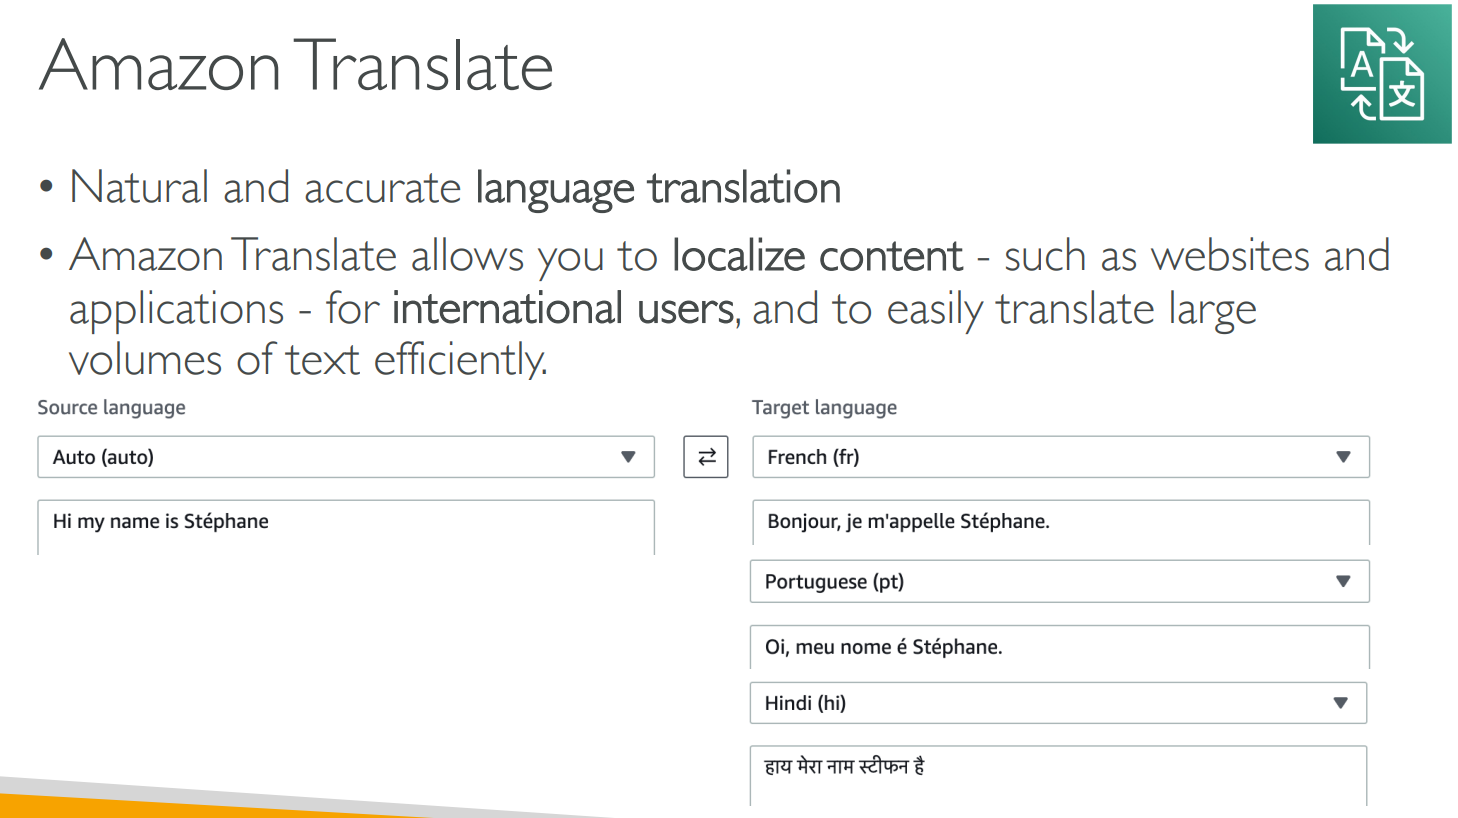 Amazon Translate
A
文
• Natural and accurate language translation
• Amazon Translate allows you to localize content - such as websites and
applications - for international users, and to easily translate large
volumes of text efficiently.
Source language
Target language
Auto (auto)
French (fr)
Hi my name is Stéphane
Bonjour, je m'appelle Stéphane.
Portuguese (pt)
Oi, meu nome é Stéphane.
Hindi (hi)
हाय मेरा नाम स्टीफन है